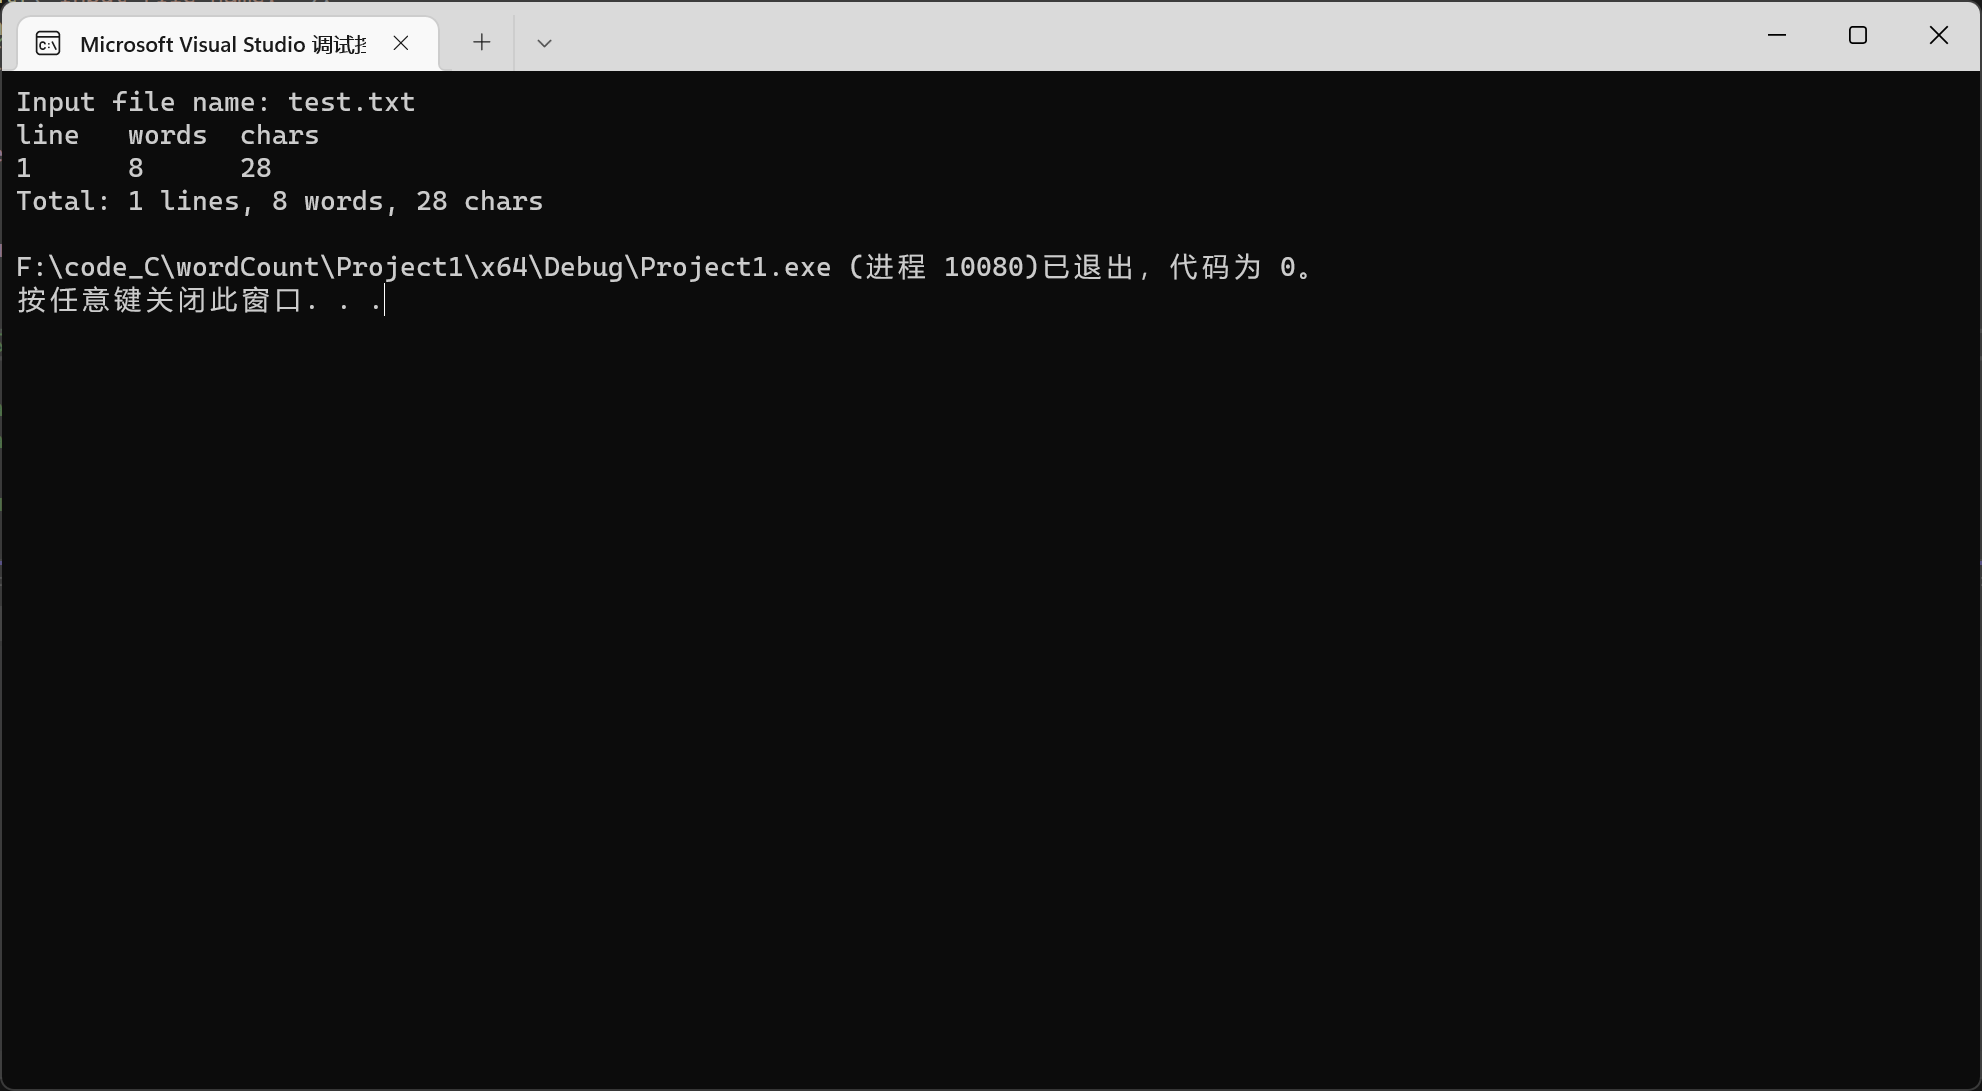 Microsoft Visual Studio 调试
Input file name: test.txt
line words chars
1 8 28
Total: 1 lines, 8 words, 28 chars
F:\code_C\wordCount\Project1\x64\Debug\Project1.exe (进程 10080)已退出，代码为 0。
按任意键关闭此窗口. . .